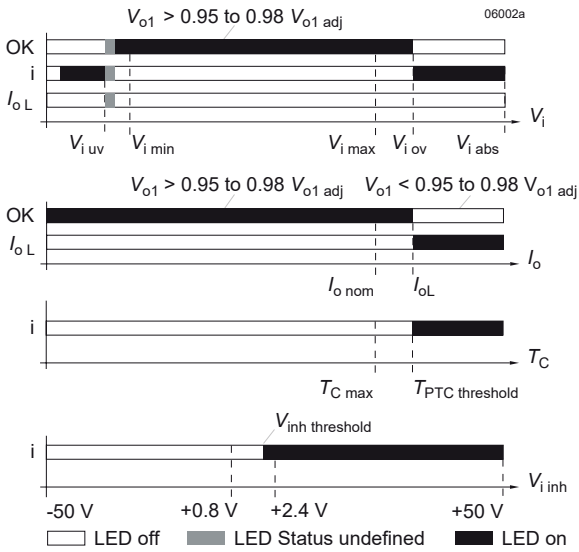 V o1 > 0.95 to 0.98 V o1 adj
06002a
OK
i
I o L
V i
V i uv
V i min
V i max
V i ov
V i abs
V o1 > 0.95 to 0.98 V o1 adj
V o1 < 0.95 to 0.98 V o1 adj
OK
I o L
I o
I o nom
I oL
i
T C
T C max
T PTC threshold
V inh threshold
i
V i inh
-50 V
+0.8 V
+2.4 V
+50 V
LED off
LED Status undefined
LED on